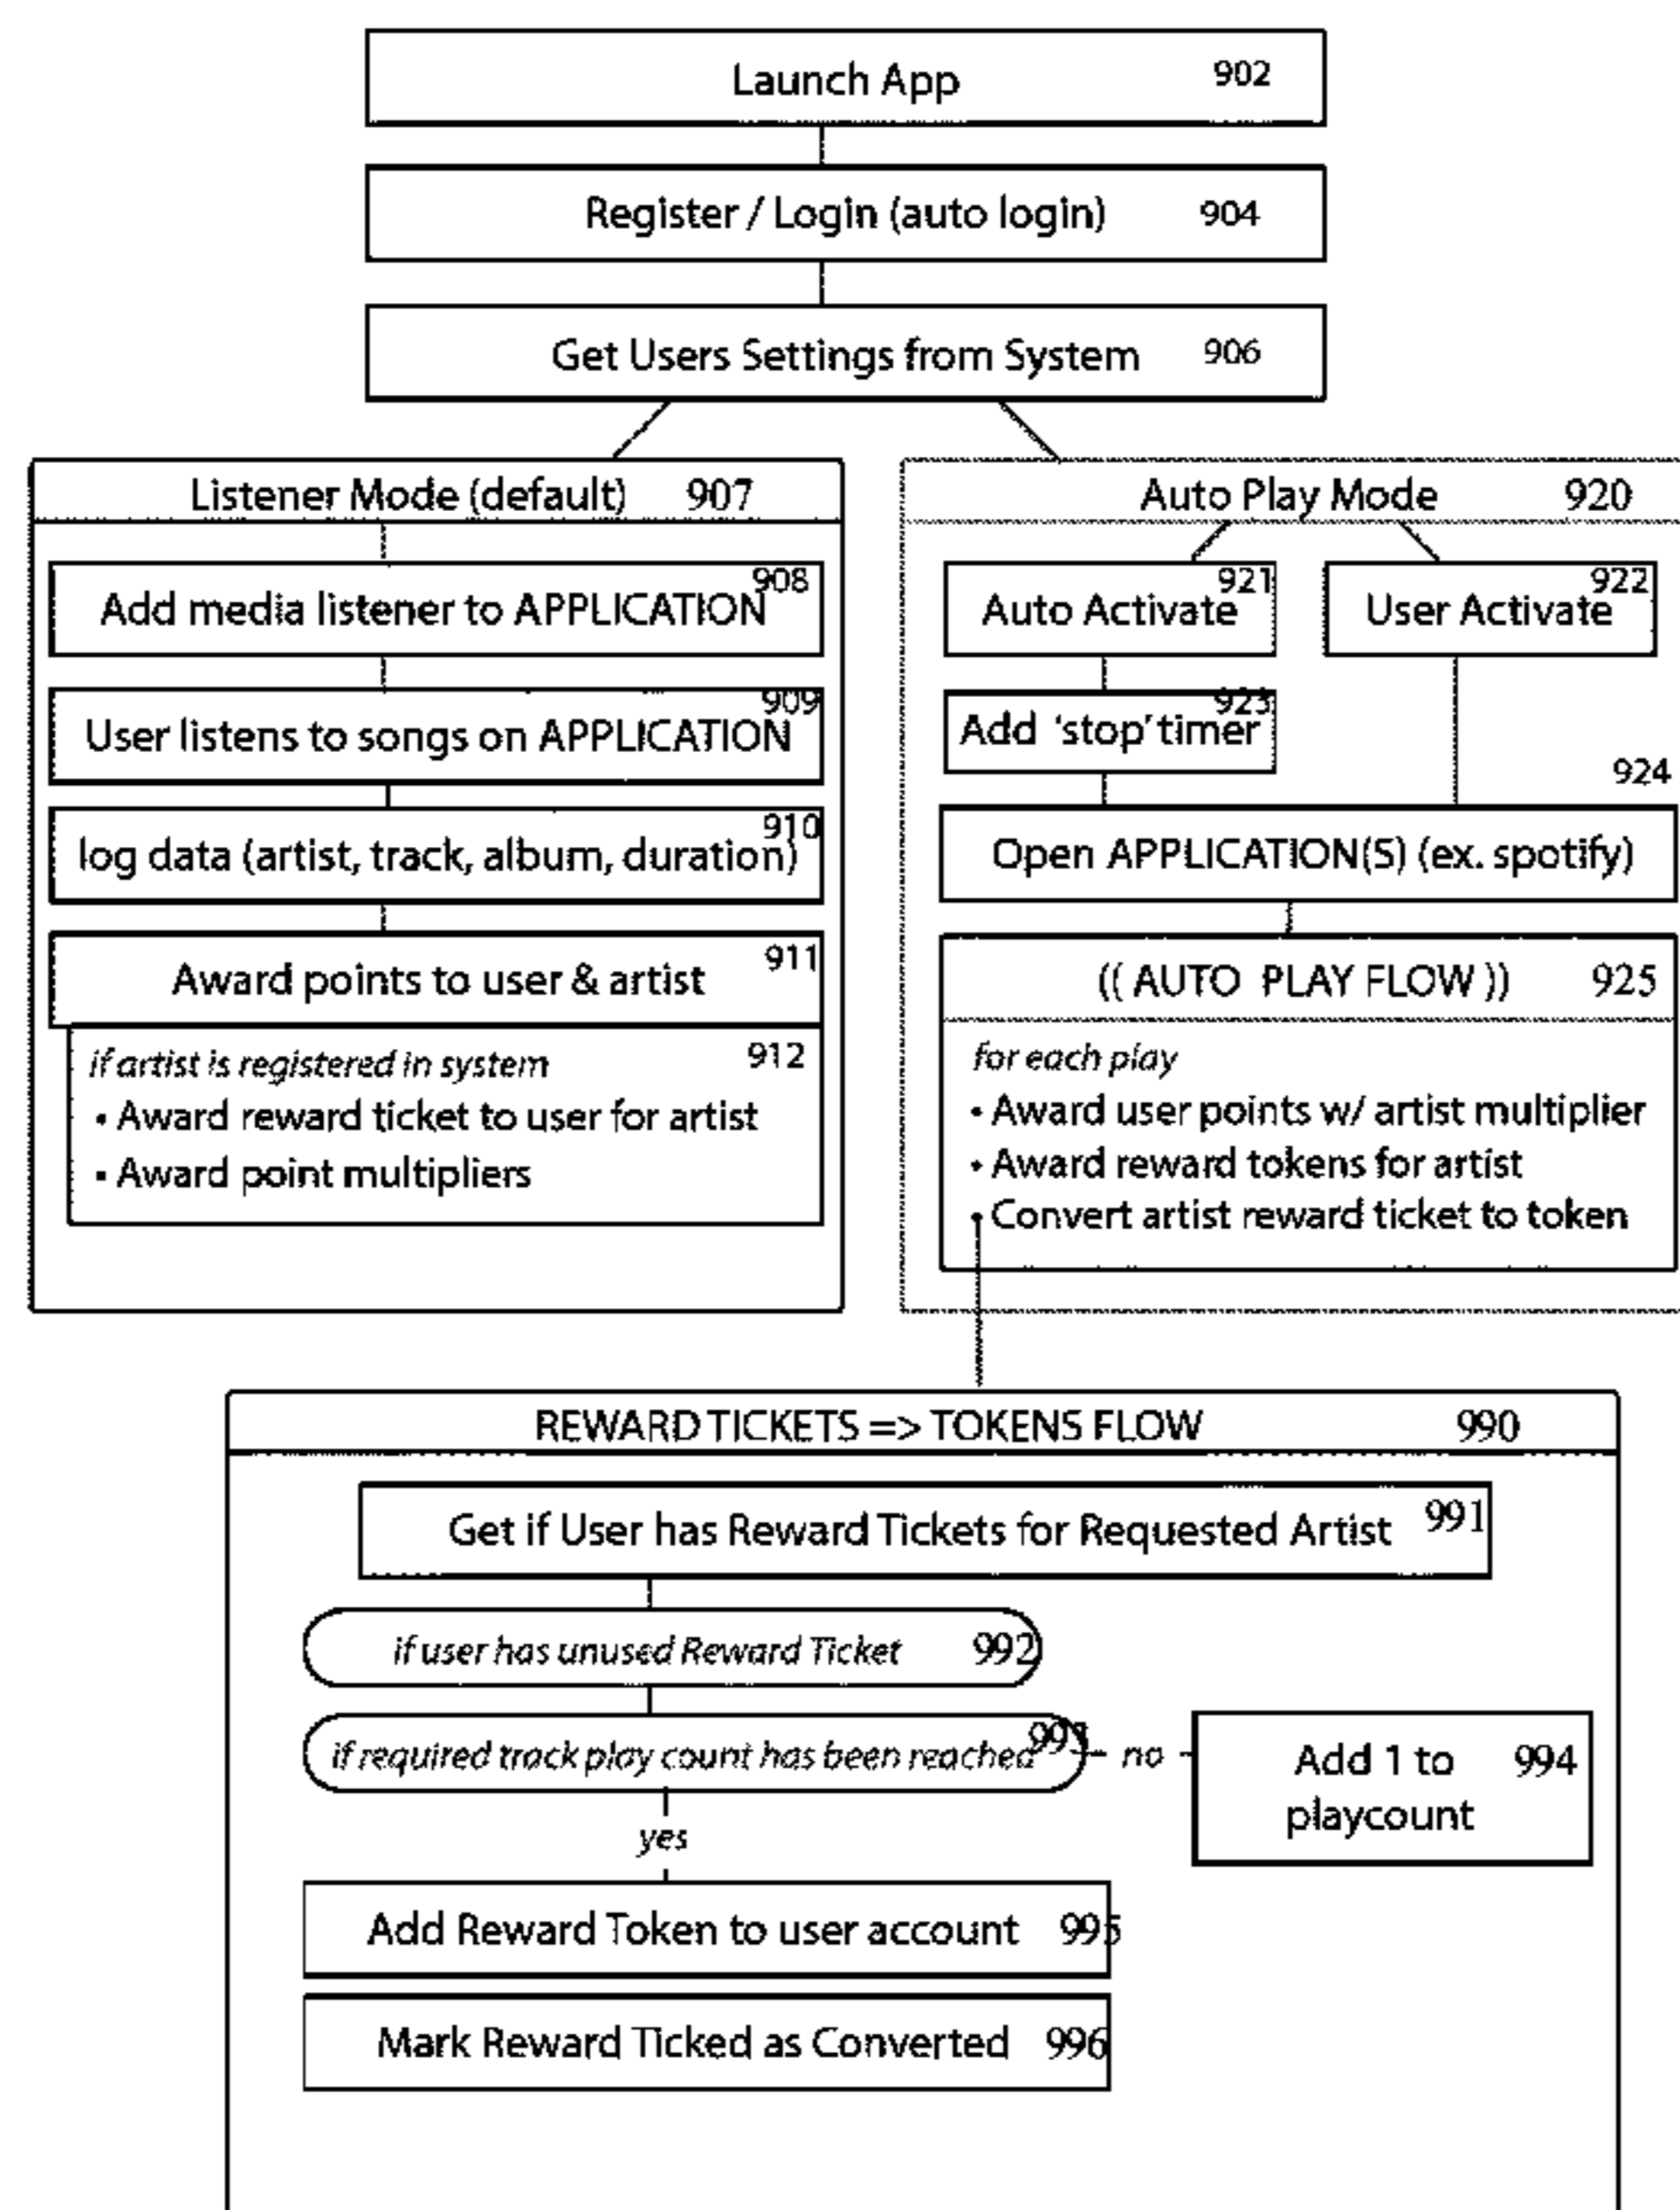 Launch App 902
Register / Login (auto login) 904
Get Users Settings from System 906
Listener Mode (default) 907
908
Add media listener to APPLICATION
909
User listens to songs on APPLICATION
910
log data (artist, track, album, duration)
911
Award points to user & artist
if artist is registered in system 912
• Award reward ticket to user for artist
• Award point multipliers
Auto Play Mode 920
921
Auto Activate
922
User Activate
923
Add 'stop' timer
924
Open APPLICATION(S) (ex. spotify)
(( AUTO PLAY FLOW )) 925
for each play
• Award user points w/ artist multiplier
• Award reward tokens for artist
• Convert artist reward ticket to token
REWARD TICKETS => TOKENS FLOW 990
Get if User has Reward Tickets for Requested Artist 991
if user has unused Reward Ticket 992
if required track play count has been reached 993
no
Add 1 to 994
playcount
yes
Add Reward Token to user account 995
Mark Reward Ticked as Converted 996